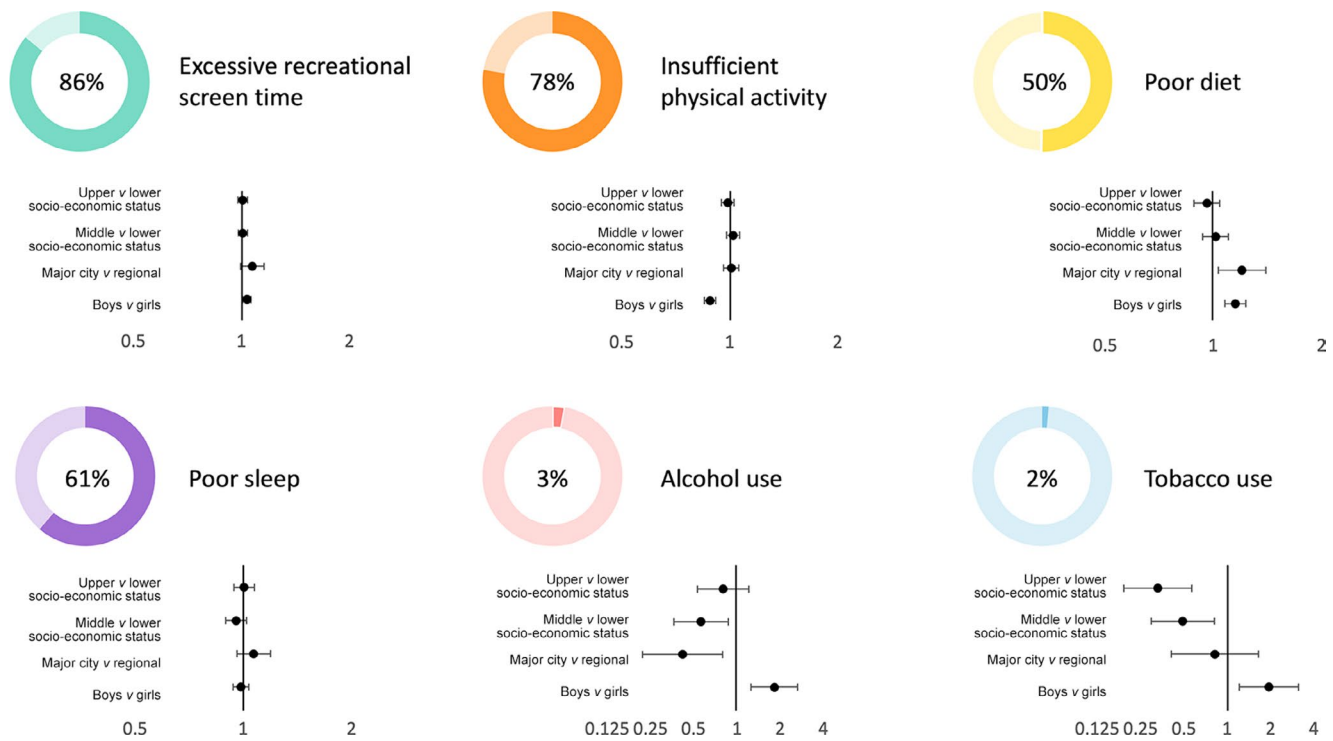 86%
Excessive recreational
screen time
Upper v lower
socio-economic status
Middle v lower
socio-economic status
Major city v regional
Boys v girls
0.5 1 2
78%
Insufficient
physical activity
Upper v lower
socio-economic status
Middle v lower
socio-economic status
Major city v regional
Boys v girls
0.5 1 2
50%
Poor diet
Upper v lower
socio-economic status
Middle v lower
socio-economic status
Major city v regional
Boys v girls
0.5 1 2
61%
Poor sleep
Upper v lower
socio-economic status
Middle v lower
socio-economic status
Major city v regional
Boys v girls
0.5 1 2
3%
Alcohol use
Upper v lower
socio-economic status
Middle v lower
socio-economic status
Major city v regional
Boys v girls
0.125 0.25 0.5 1 2 4
2%
Tobacco use
Upper v lower
socio-economic status
Middle v lower
socio-economic status
Major city v regional
Boys v girls
0.125 0.25 0.5 1 2 4